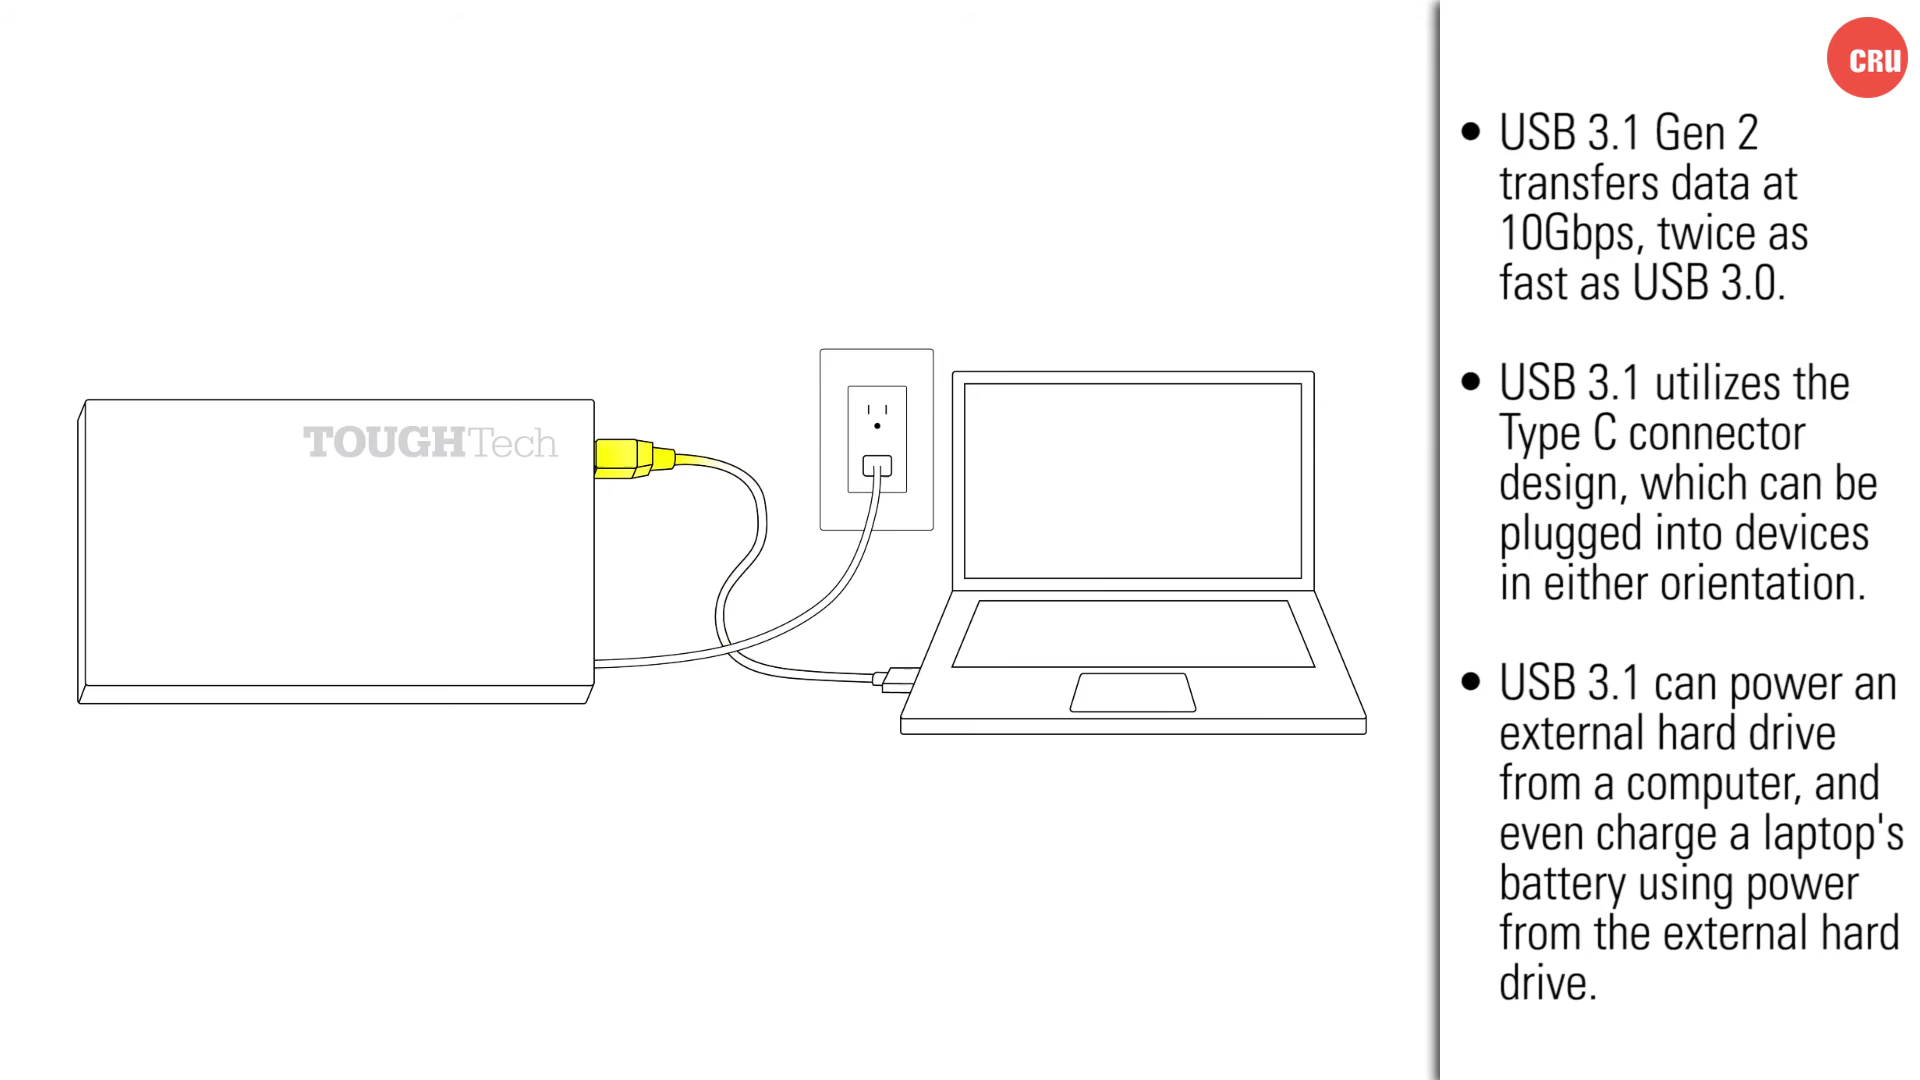 CRU
• USB 3.1 Gen 2
transfers data at
10Gbps, twice as
fast as USB 3.0.
• USB 3.1 utilizes the
Type C connector
design, which can be
plugged into devices
in either orientation.
• USB 3.1 can power an
external hard drive
from a computer, and
even charge a laptop's
battery using power
from the external hard
drive.
TOUGHTech